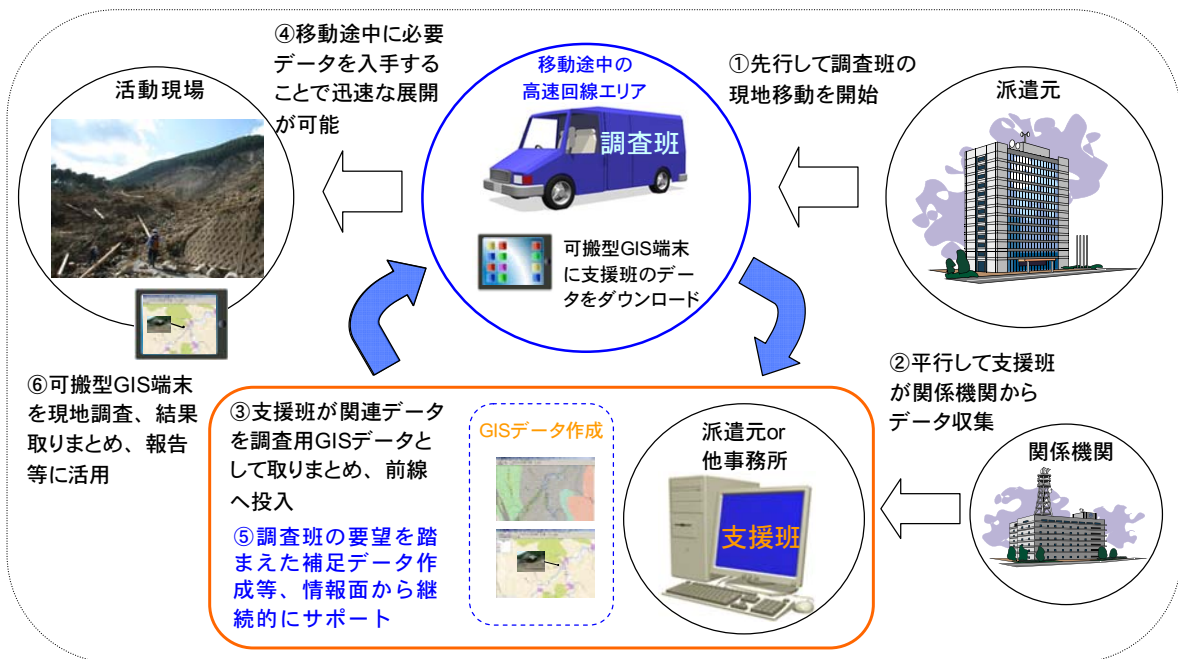 ④移動途中に必要
データを入手する
ことで迅速な展開
が可能
活動現場
移動途中の
高速回線エリア
調査班
①先行して調査班の
現地移動を開始
派遣元
可搬型GIS端末
に支援班のデー
タをダウンロード
②平行して支援班
が関係機関から
データ収集
関係機関
⑥可搬型GIS端末
を現地調査、結果
取りまとめ、報告
等に活用
③支援班が関連データ
を調査用GISデータと
して取りまとめ、前線
へ投入
⑤調査班の要望を踏
まえた補足データ作
成等、情報面から継
続的にサポート
GISデータ作成
派遣元or
他事務所
支援班